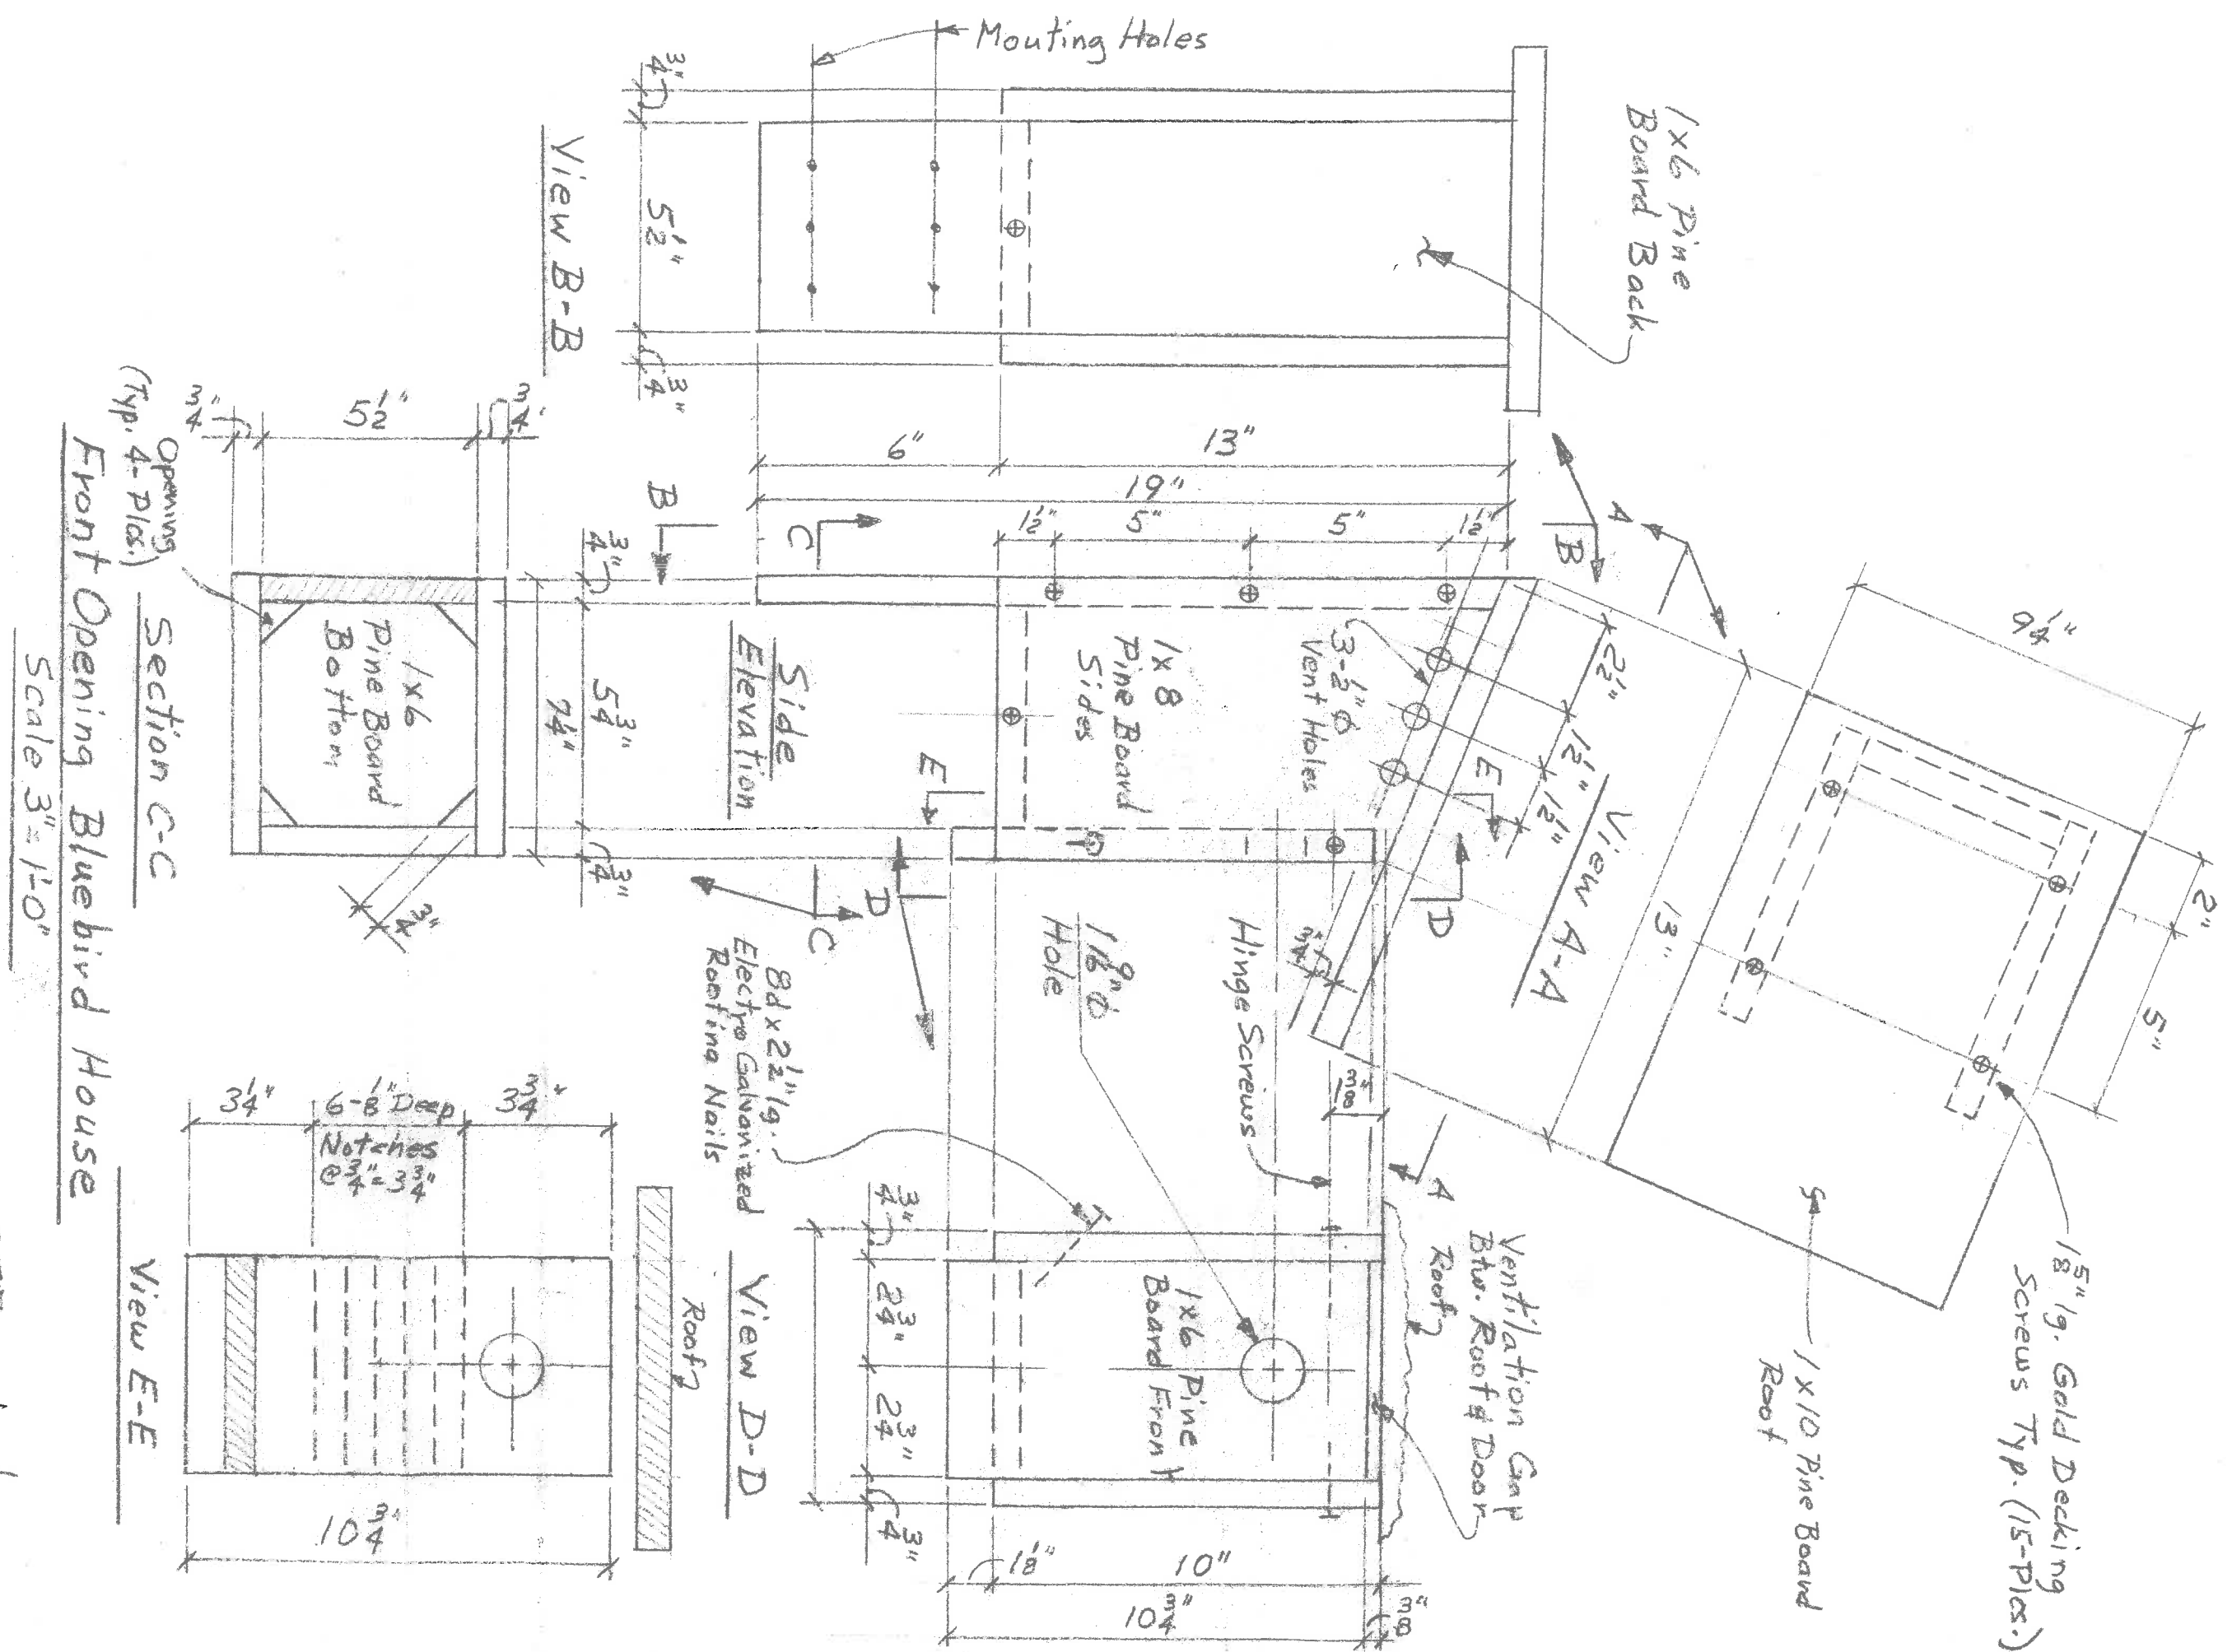 Mouting Holes
1x6 Pine
Board Back
3/4"
5 1/2"
3/4"
View B-B
6"
13"
19"
1 1/2"
5"
5"
1 1/2"
B
B
C
C
A
A
9 1/4"
2"
5"
13"
View A-A
1 5/8" lg. Gold Decking
Screws Typ. (15-Plcs.)
1x10 Pine Board
Roof
2 1/2"
1 1/2"
1 1/2"
3-1/2" ϕ
Vent Holes
1x8
Pine Board
Sides
Side
Elevation
3/4"
5 3/4"
7 1/4"
3/4"
E
E
D
D
3/4"
Hinge Screws
1 3/8"
1 9/16" ϕ
Hole
8d x 2 1/2" lg.
Electro Galvanized
Roofing Nails
Ventilation Gap
Btw. Roof & Door
Roof
1x6 Pine
Board Front
3/4"
2 3/4"
2 3/4"
3/4"
1 1/8"
10"
10 3/4"
3/8"
View D-D
Roof
3 1/4"
6-1/8" Deep
Notches
@ 3/4" = 3 3/4"
3 3/4"
10 3/4"
View E-E
3/4"
5 1/2"
3/4"
Opening
(Typ. 4-Plcs.)
1x6
Pine Board
Bottom
3/4"
Section C-C
Front Opening Bluebird House
Scale 3"=1'-0"